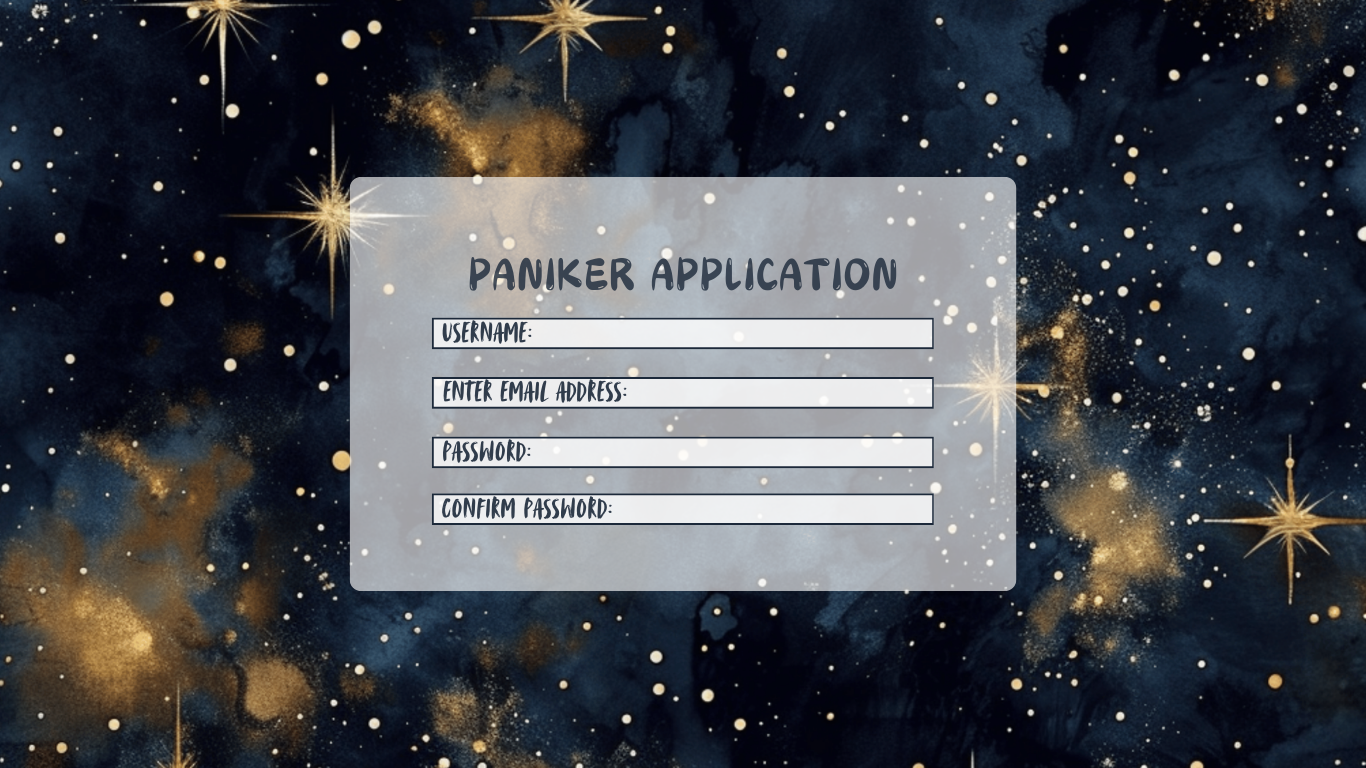 PANIKER APPLICATION
USERNAME:
ENTER EMAIL ADDRESS:
PASSWORD:
CONFIRM PASSWORD: